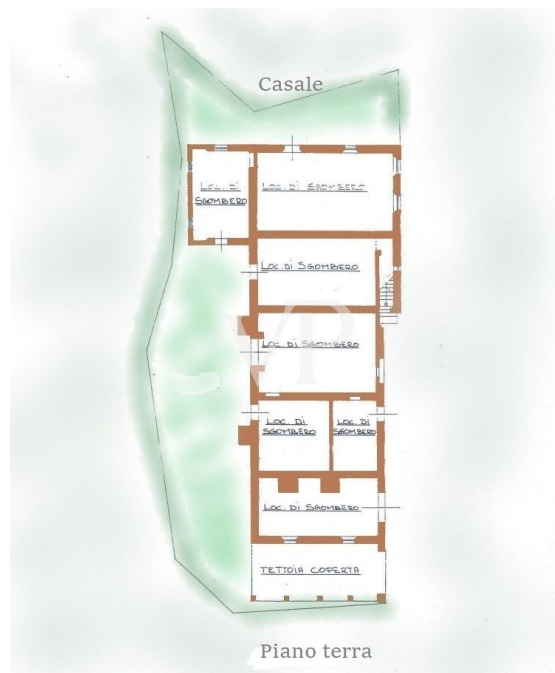 Casale
LOC. DI
SGOMBERO
LOC. DI SGOMBERO
LOC. DI SGOMBERO
VP
LOC. DI SGOMBERO
LOC. DI
SGOMBERO
LOC. DI
SGOMBERO
LOC. DI SGOMBERO
TETTOIA COPERTA
Piano terra